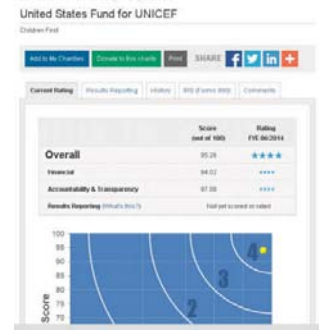 United States Fund for UNICEF
Children First
Add to My Charities Donate to this charity Print SHARE
Current Rating Results Reporting History IRS (Forms 990) Comments
Score
(out of 100)
Rating
FYE 06/2014
Overall
Financial 94.02
Accountability & Transparency 97.00
Results Reporting (What's this?) Not yet scored or rated
100
95
90
85
80
75
70
Score
4
3
2